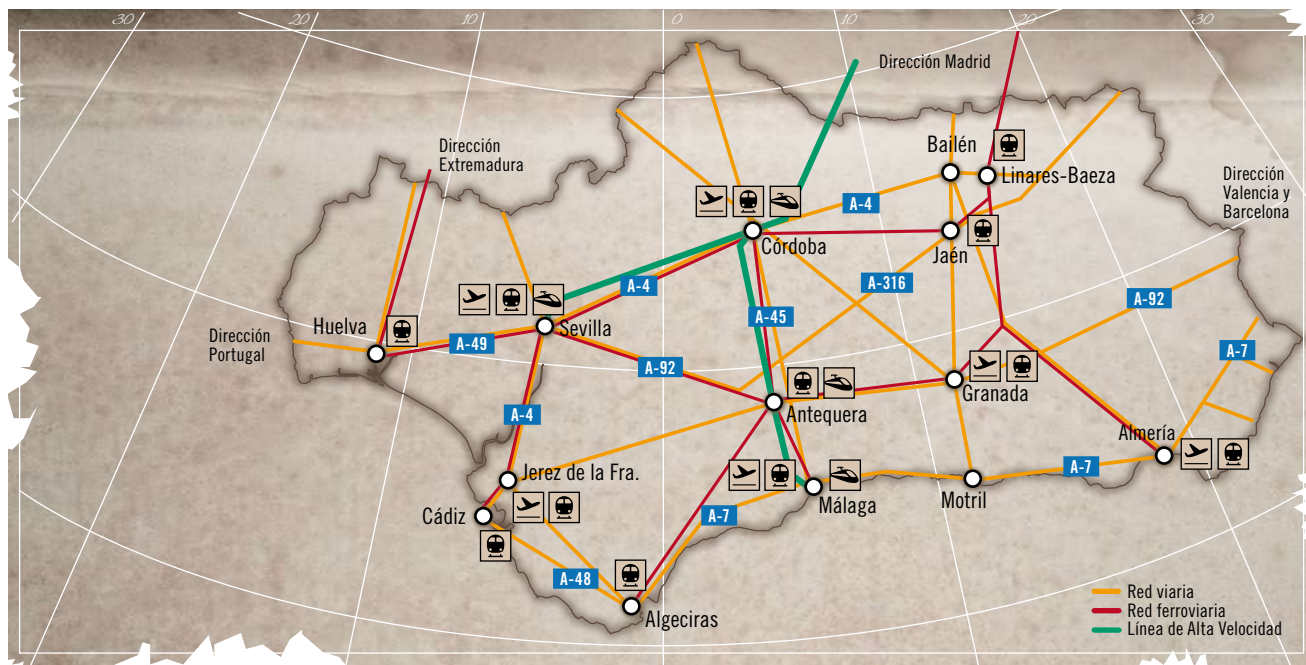 30
20
10
0
10
20
30
Dirección Madrid
Dirección
Extremadura
Bailén
Linares-Baeza
Dirección
Valencia y
Barcelona
A-4
Córdoba
Jaén
A-4
A-316
A-92
Huelva
Sevilla
A-45
Dirección
Portugal
A-49
A-92
A-7
Granada
A-4
Antequera
Almería
Jerez de la Fra.
A-7
Cádiz
Málaga
Motril
A-7
A-48
Algeciras
Red viaria
Red ferroviaria
Línea de Alta Velocidad